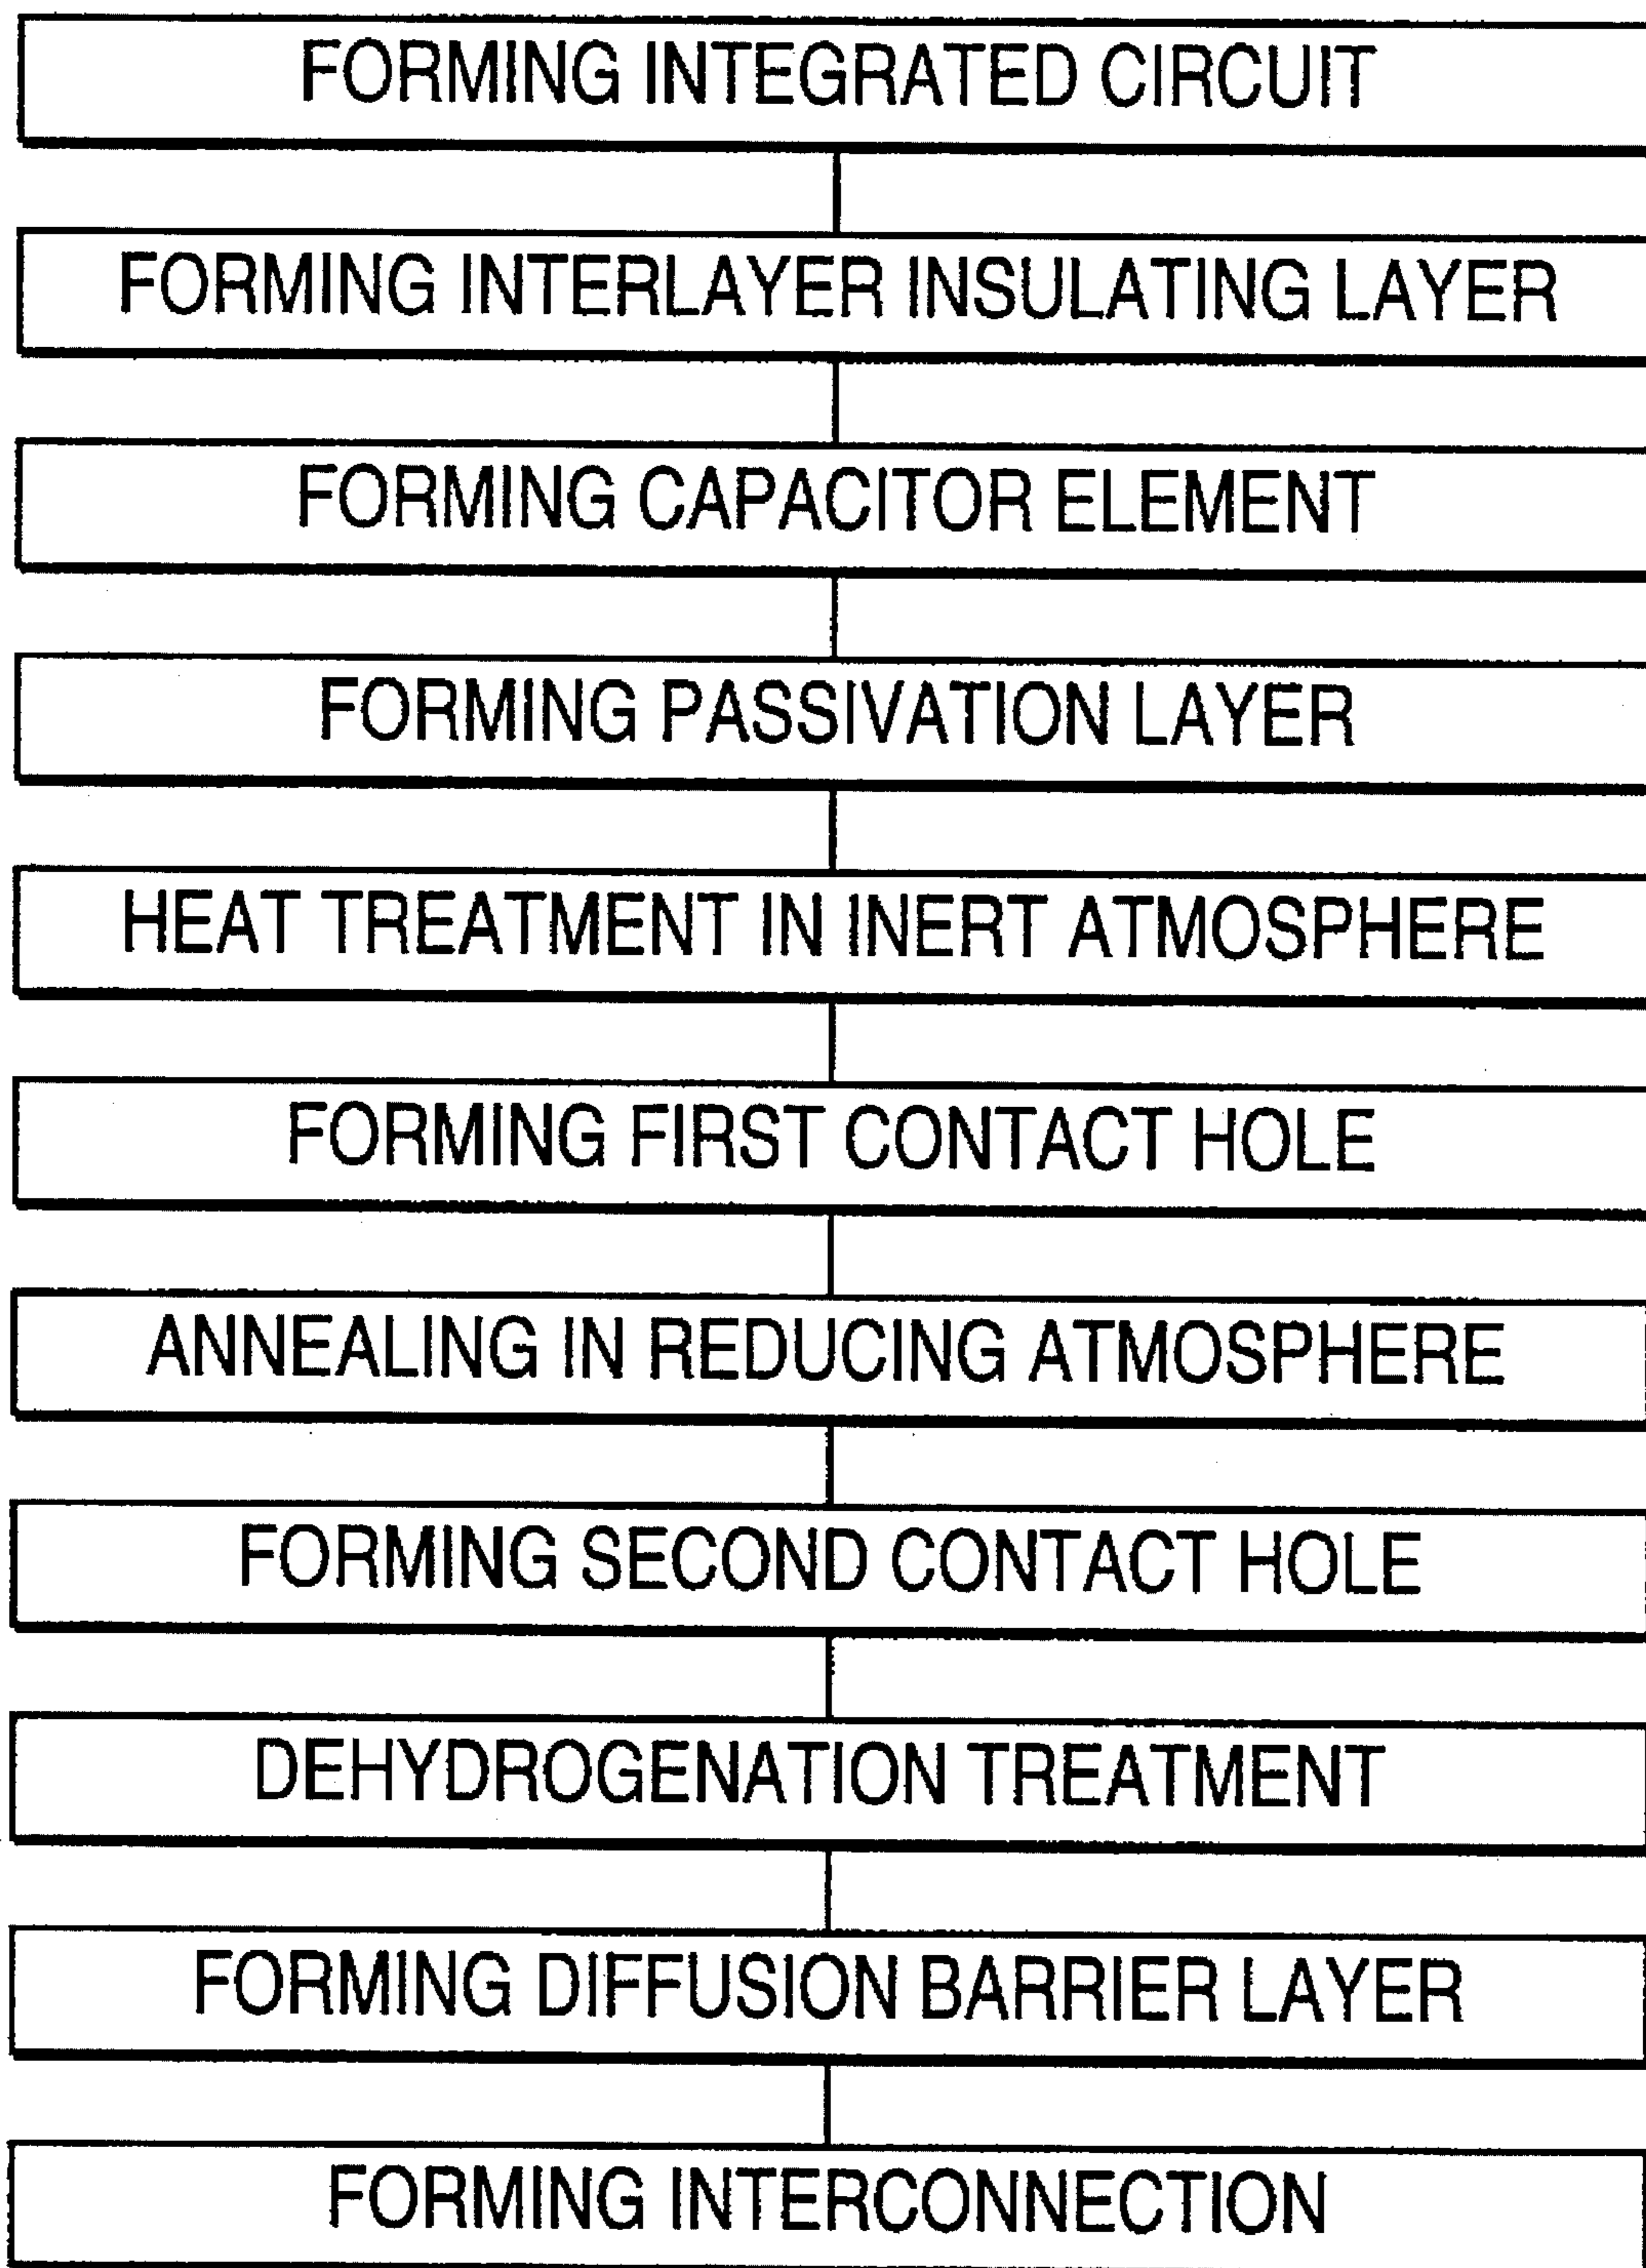 FORMING INTEGRATED CIRCUIT
FORMING INTERLAYER INSULATING LAYER
FORMING CAPACITOR ELEMENT
FORMING PASSIVATION LAYER
HEAT TREATMENT IN INERT ATMOSPHERE
FORMING FIRST CONTACT HOLE
ANNEALING IN REDUCING ATMOSPHERE
FORMING SECOND CONTACT HOLE
DEHYDROGENATION TREATMENT
FORMING DIFFUSION BARRIER LAYER
FORMING INTERCONNECTION